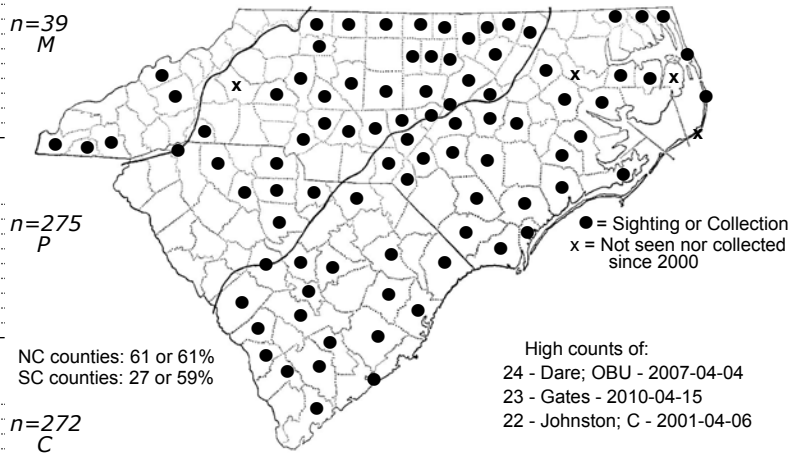 n=39
M
n=275
P
n=272
C
● = Sighting or Collection
x = Not seen nor collected
since 2000
NC counties: 61 or 61%
SC counties: 27 or 59%
High counts of:
24 - Dare; OBU - 2007-04-04
23 - Gates - 2010-04-15
22 - Johnston; C - 2001-04-06
x
x
x
x